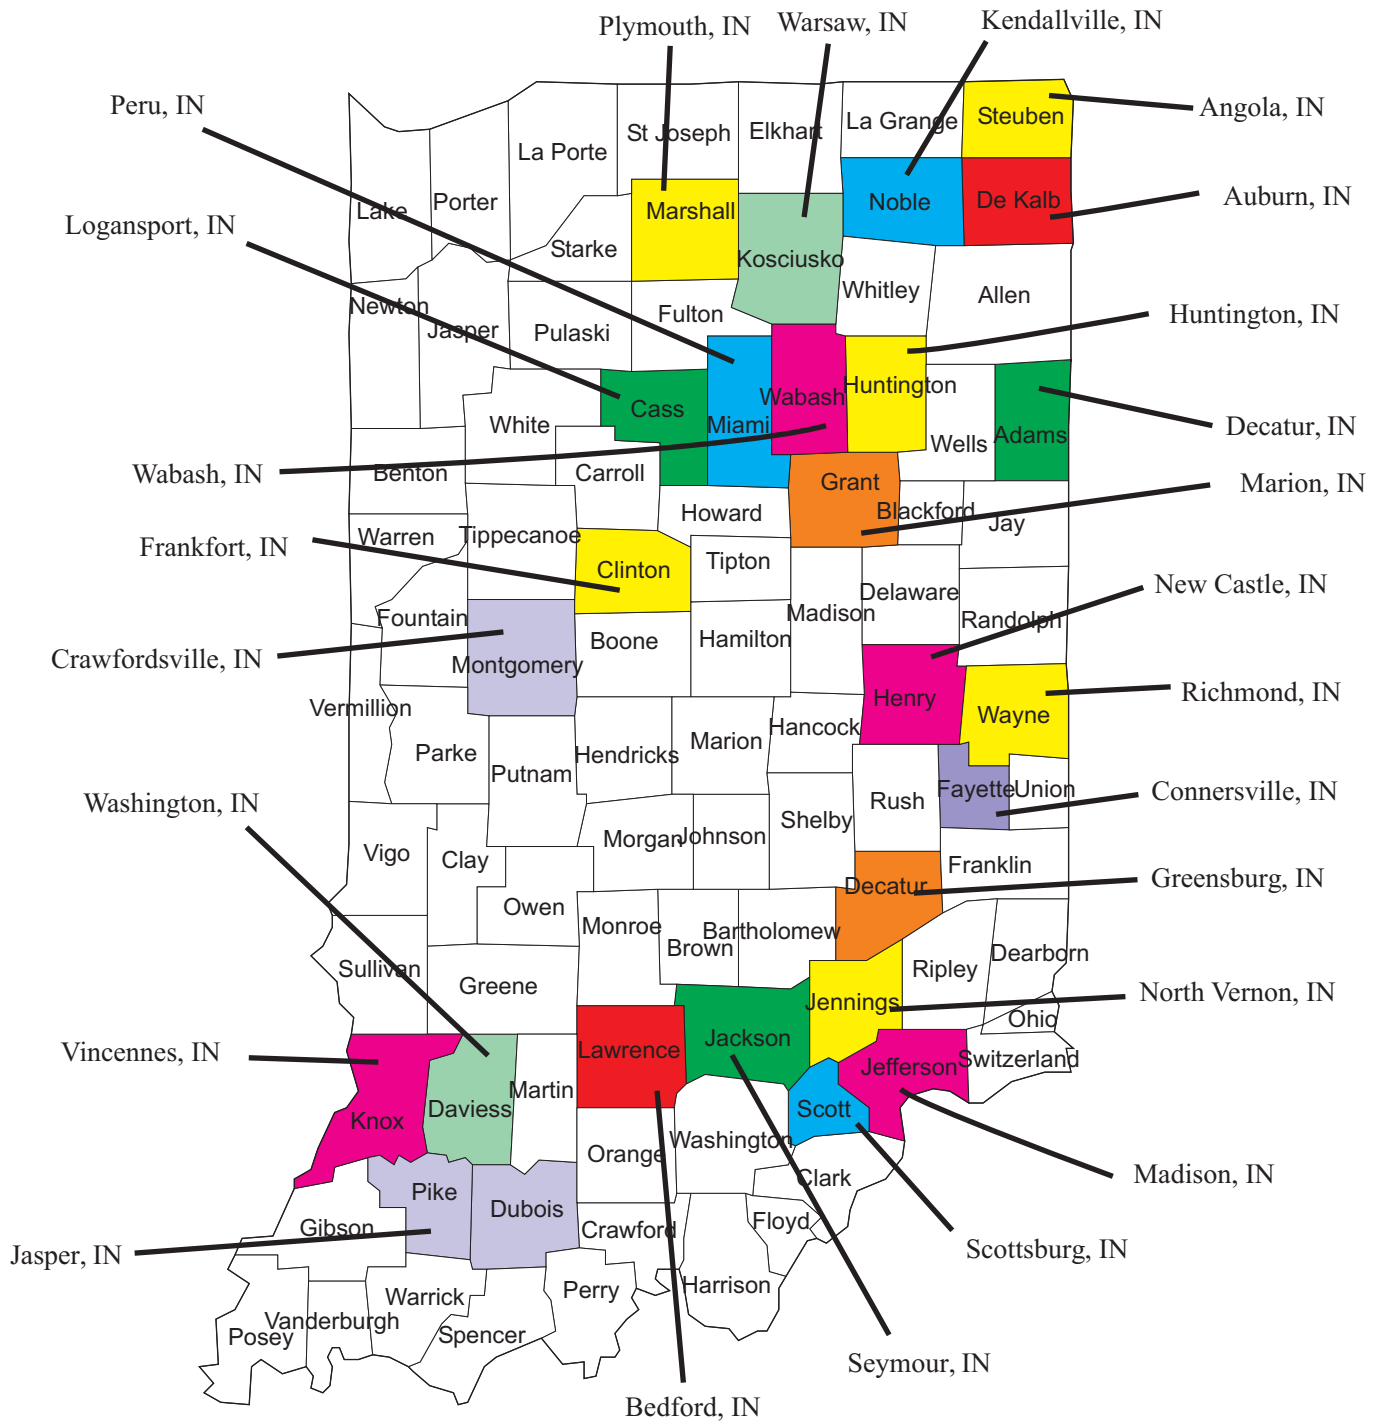 Plymouth, IN
Warsaw, IN
Kendallville, IN
Peru, IN
Angola, IN
Logansport, IN
Auburn, IN
Huntington, IN
Decatur, IN
Wabash, IN
Marion, IN
Frankfort, IN
New Castle, IN
Crawfordsville, IN
Richmond, IN
Washington, IN
Connersville, IN
Greensburg, IN
North Vernon, IN
Vincennes, IN
Madison, IN
Jasper, IN
Scottsburg, IN
Seymour, IN
Bedford, IN
Lake
Porter
La Porte
St Joseph
Elkhart
La Grange
Steuben
Starke
Marshall
Kosciusko
Noble
De Kalb
Newton
Jasper
Pulaski
Fulton
Whitley
Allen
White
Cass
Miami
Wabash
Huntington
Wells
Adams
Benton
Carroll
Howard
Grant
Blackford
Jay
Warren
Tippecanoe
Clinton
Tipton
Madison
Delaware
Randolph
Fountain
Montgomery
Boone
Hamilton
Henry
Wayne
Vermillion
Parke
Putnam
Hendricks
Marion
Hancock
Fayette
Union
Vigo
Clay
Owen
Morgan
Johnson
Shelby
Rush
Decatur
Franklin
Sullivan
Greene
Monroe
Brown
Bartholomew
Jennings
Ripley
Dearborn
Ohio
Switzerland
Knox
Daviess
Martin
Lawrence
Jackson
Scott
Jefferson
Gibson
Pike
Dubois
Orange
Washington
Clark
Floyd
Crawford
Harrison
Posey
Vanderburgh
Warrick
Spencer
Perry